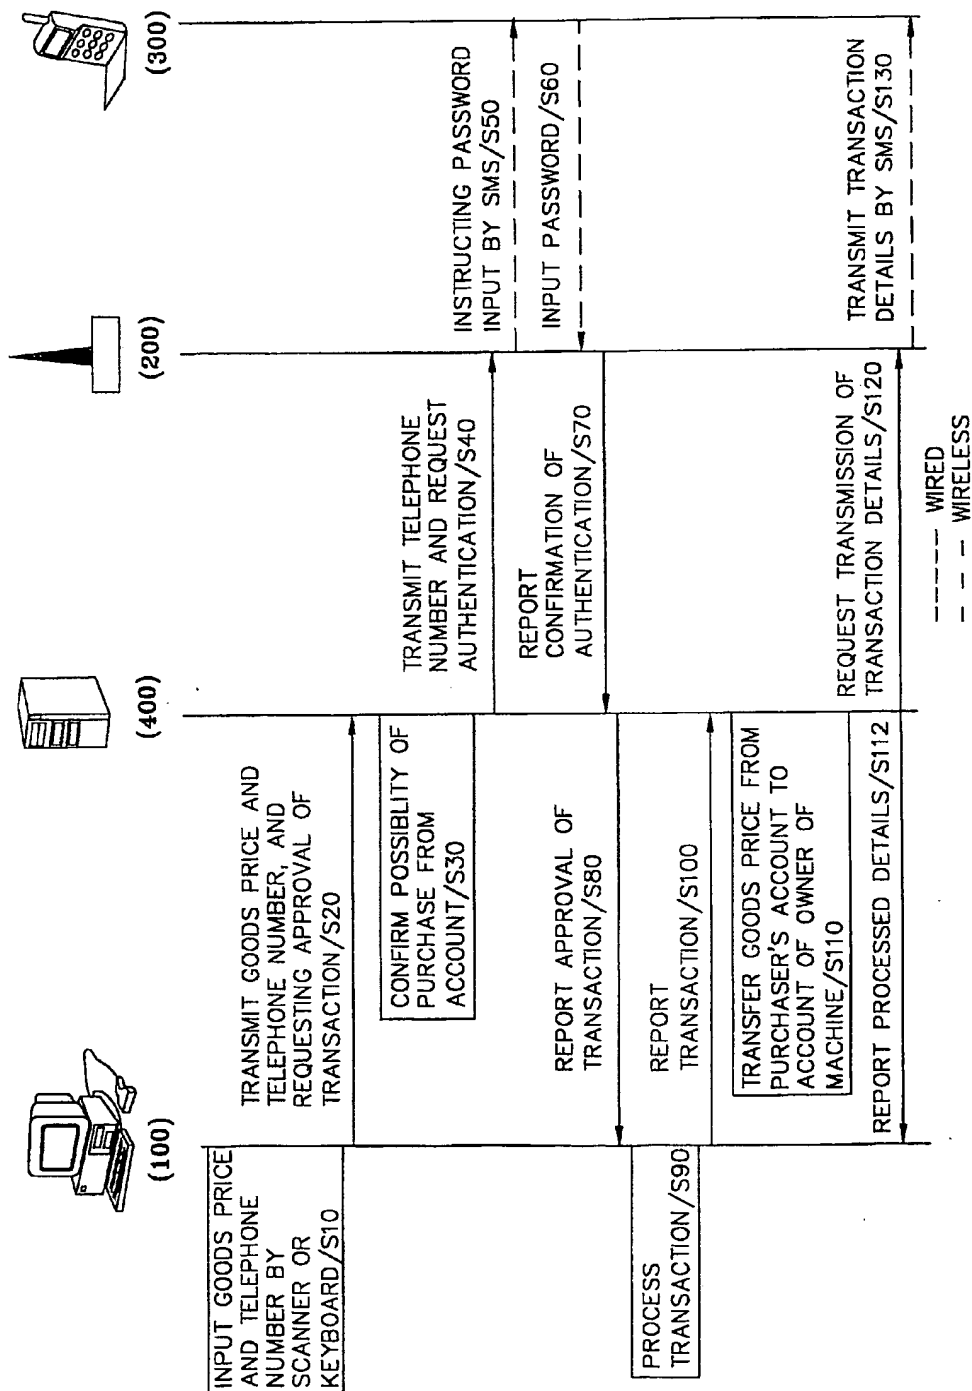 (100)
(400)
(200)
(300)
INPUT GOODS PRICE
AND TELEPHONE
NUMBER BY
SCANNER OR
KEYBOARD/S10
TRANSMIT GOODS PRICE AND
TELEPHONE NUMBER, AND
REQUESTING APPROVAL OF
TRANSACTION/S20
CONFIRM POSSIBLITY OF
PURCHASE FROM
ACCOUNT/S30
TRANSMIT TELEPHONE
NUMBER AND REQUEST
AUTHENTICATION/S40
INSTRUCTING PASSWORD
INPUT BY SMS/S50
INPUT PASSWORD/S60
REPORT
CONFIRMATION OF
AUTHENTICATION/S70
REPORT APPROVAL OF
TRANSACTION/S80
PROCESS
TRANSACTION/S90
REPORT
TRANSACTION/S100
TRANSFER GOODS PRICE FROM
PURCHASER'S ACCOUNT TO
ACCOUNT OF OWNER OF
MACHINE/S110
REPORT PROCESSED DETAILS/S112
REQUEST TRANSMISSION OF
TRANSACTION DETAILS/S120
TRANSMIT TRANSACTION
DETAILS BY SMS/S130
WIRED
WIRELESS